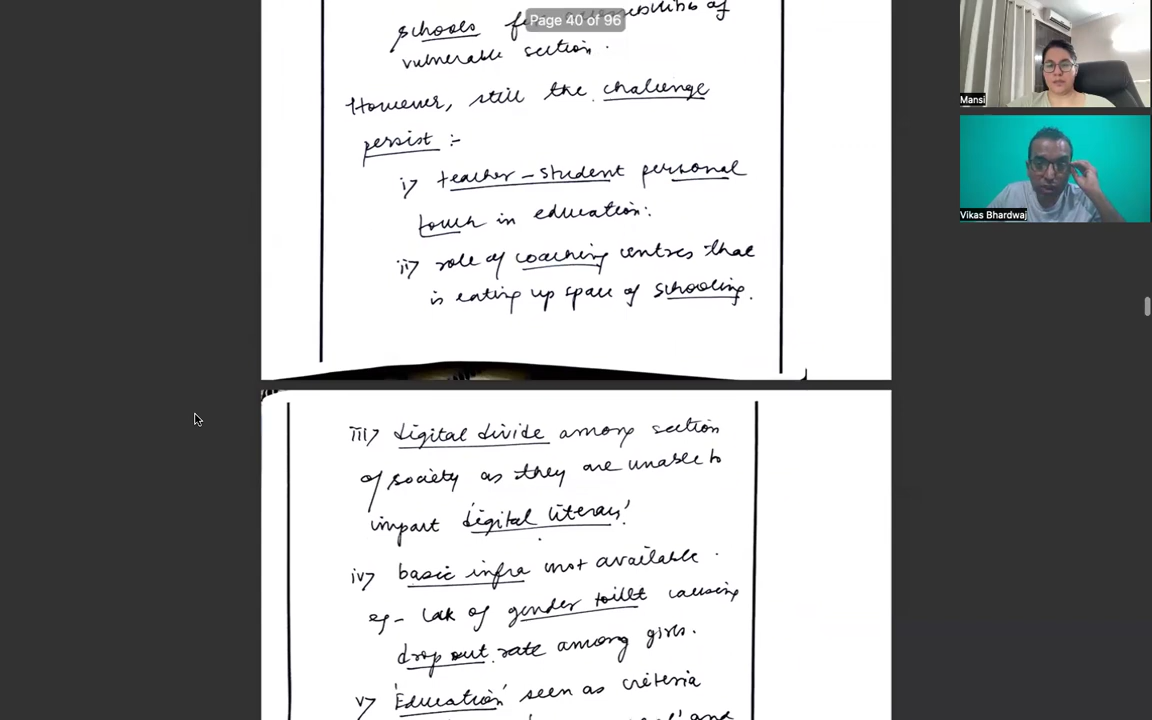 Page 40 of 96
schools of
vulnerable section.
However, still the challenge
persist :-
i) teacher - student personal
touch in education.
ii) role of coaching centres that
is eating up space of schooling.
iii) digital divide among section
of society as they are unable to
impart 'digital literacy'.
iv) basic infra not available.
eg - lack of gender toilet causing
drop out rate among girls.
v) 'Education' seen as criteria
and
Mansi
Vikas Bhardwaj